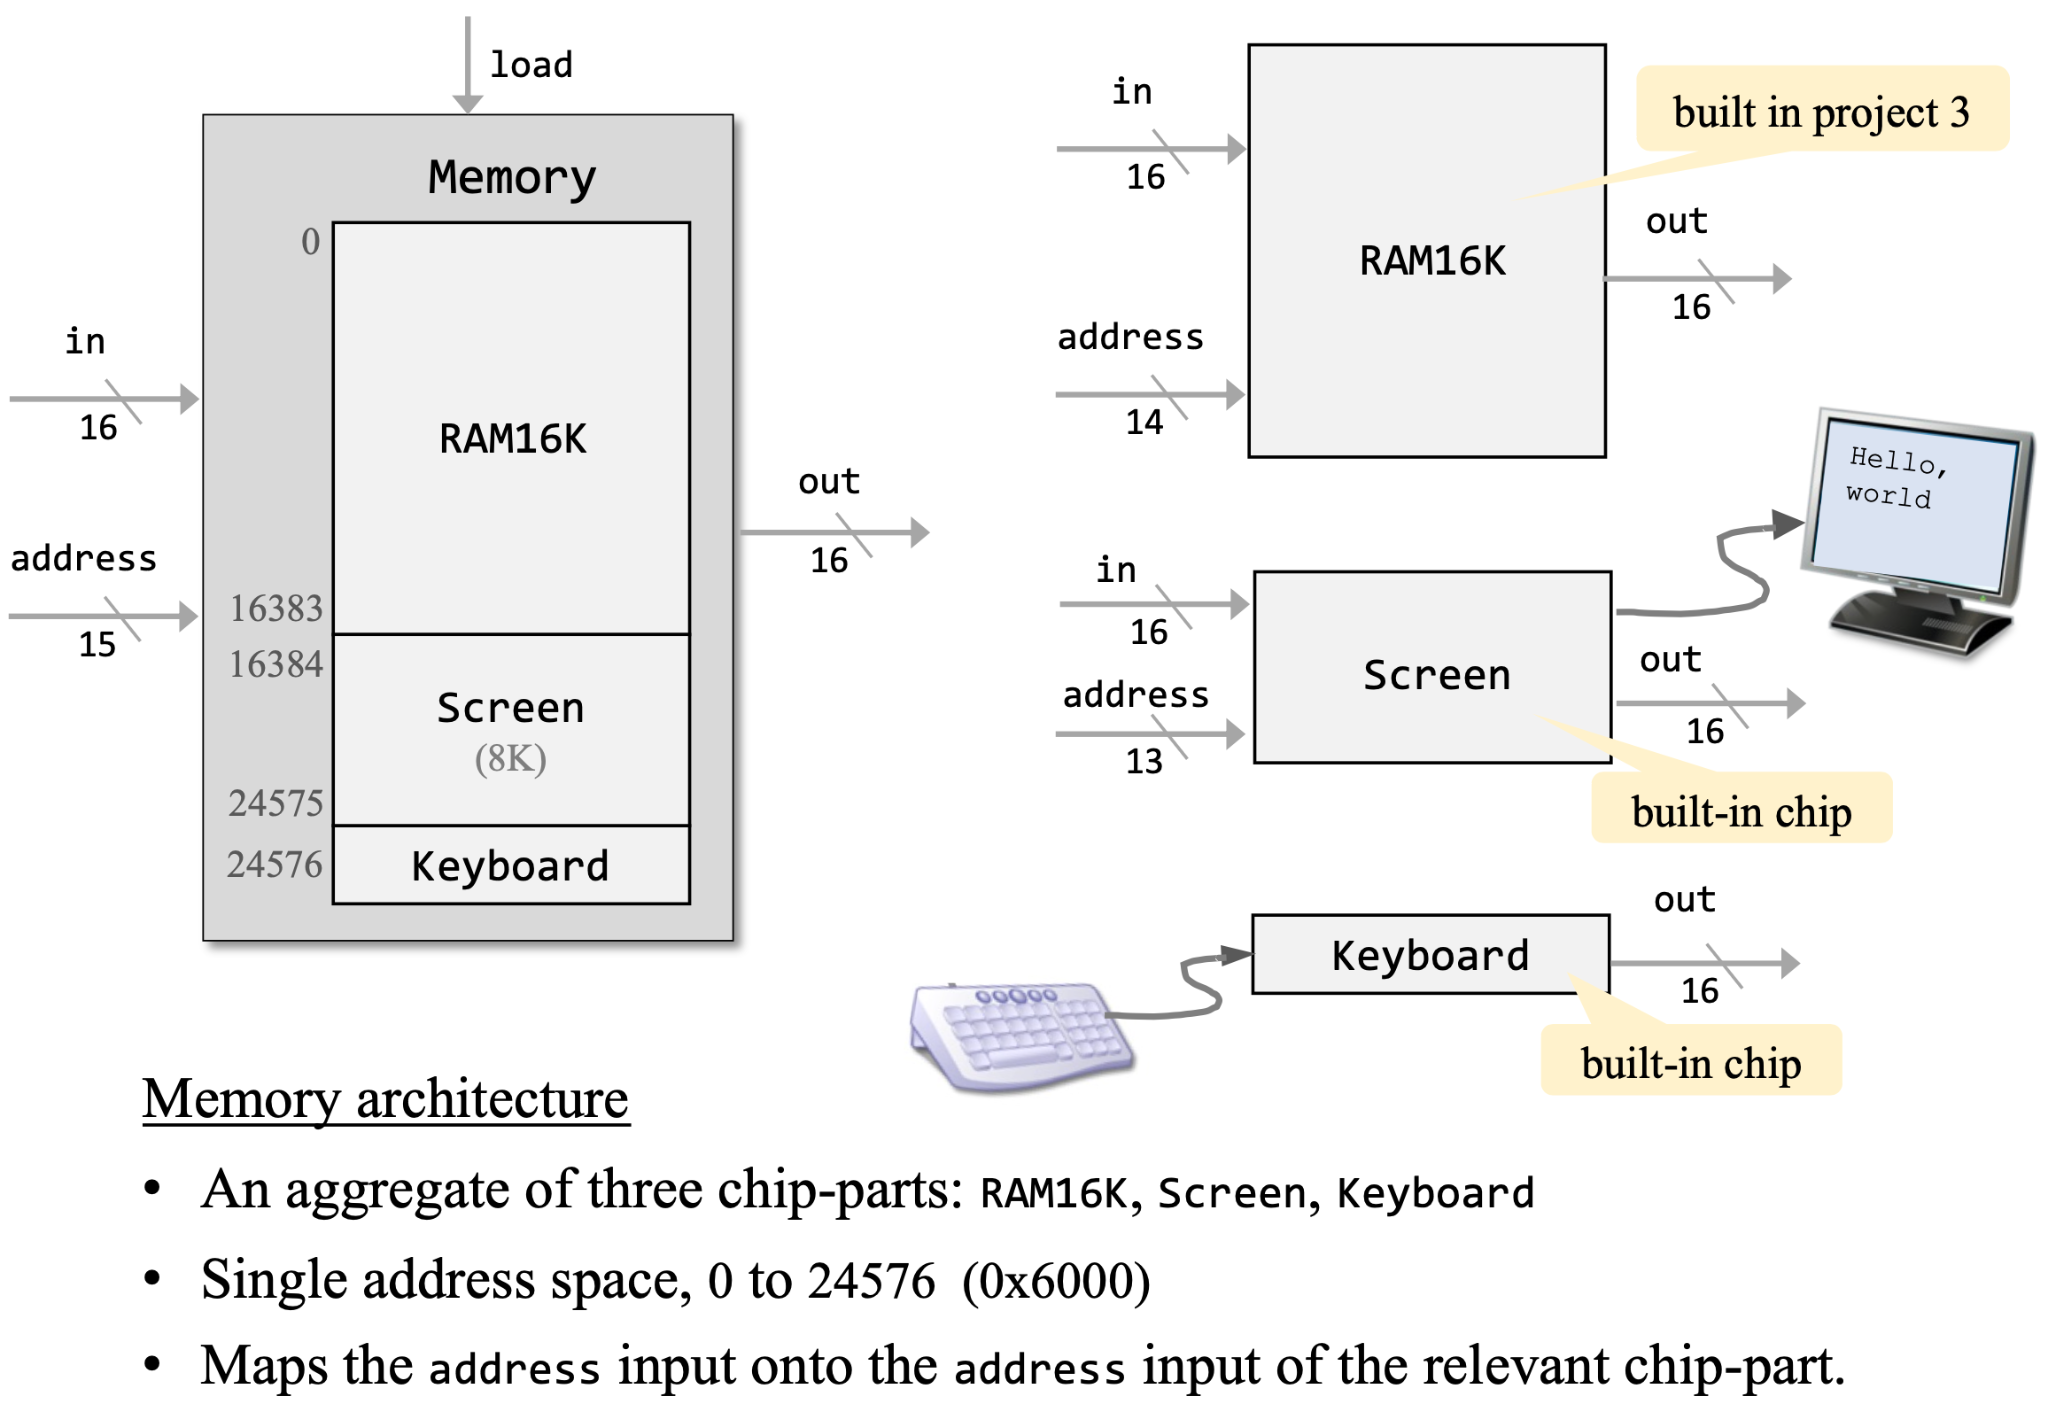 load
Memory
0
RAM16K
in
16
address
15
16383
16384
Screen
(8K)
24575
24576
Keyboard
out
16
in
16
address
14
RAM16K
built in project 3
out
16
in
16
address
13
Screen
Hello,
world
out
16
built-in chip
Keyboard
out
16
built-in chip
Memory architecture
• An aggregate of three chip-parts: RAM16K, Screen, Keyboard
• Single address space, 0 to 24576 (0x6000)
• Maps the address input onto the address input of the relevant chip-part.